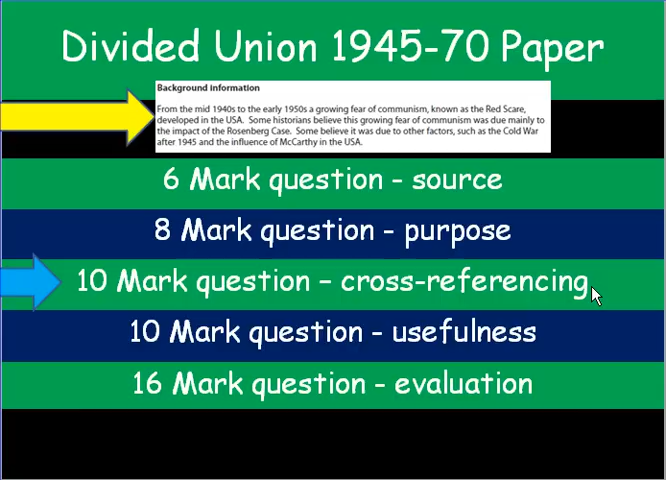 Divided Union 1945-70 Paper
Background information
From the mid 1940s to the early 1950s a growing fear of communism, known as the Red Scare,
developed in the USA. Some historians believe this growing fear of communism was due mainly to
the impact of the Rosenberg Case. Some believe it was due to other factors, such as the Cold War
after 1945 and the influence of McCarthy in the USA.
6 Mark question - source
8 Mark question - purpose
10 Mark question – cross-referencing
10 Mark question - usefulness
16 Mark question - evaluation